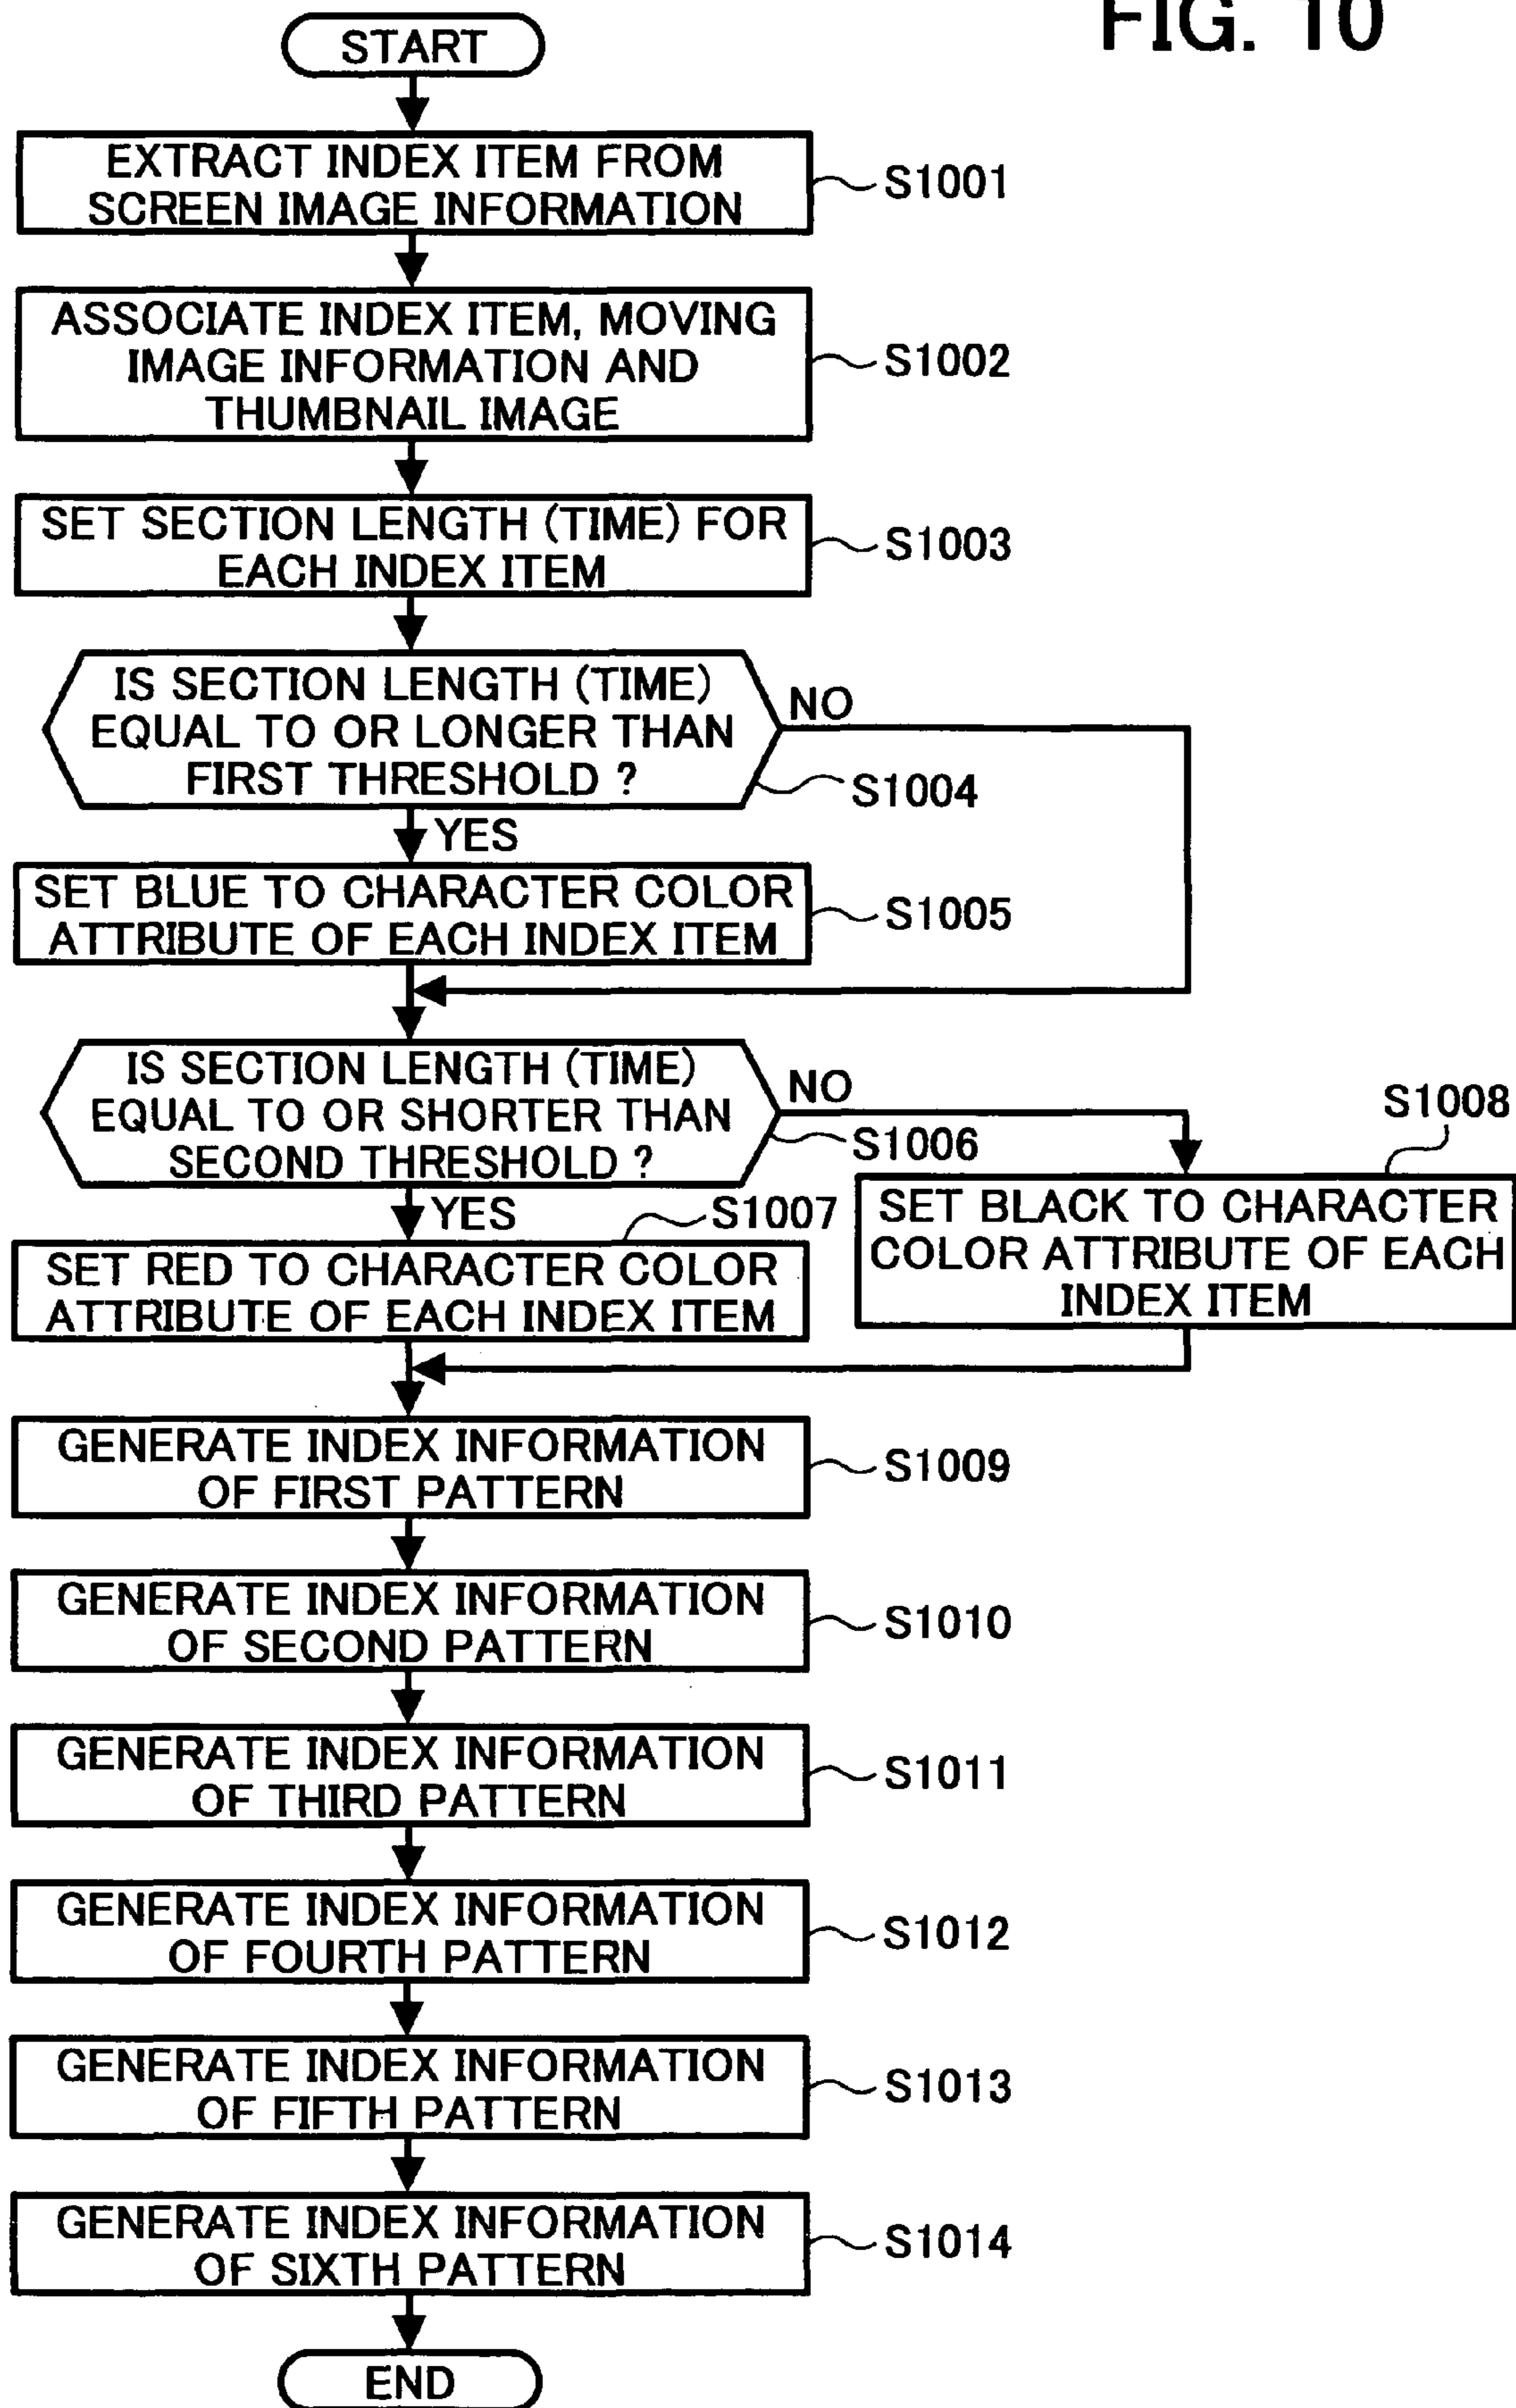 FIG. 10
START
EXTRACT INDEX ITEM FROM
SCREEN IMAGE INFORMATION
S1001
ASSOCIATE INDEX ITEM, MOVING
IMAGE INFORMATION AND
THUMBNAIL IMAGE
S1002
SET SECTION LENGTH (TIME) FOR
EACH INDEX ITEM
S1003
IS SECTION LENGTH (TIME)
EQUAL TO OR LONGER THAN
FIRST THRESHOLD ?
NO
S1004
YES
SET BLUE TO CHARACTER COLOR
ATTRIBUTE OF EACH INDEX ITEM
S1005
IS SECTION LENGTH (TIME)
EQUAL TO OR SHORTER THAN
SECOND THRESHOLD ?
NO
S1006
S1008
YES
S1007
SET RED TO CHARACTER COLOR
ATTRIBUTE OF EACH INDEX ITEM
SET BLACK TO CHARACTER
COLOR ATTRIBUTE OF EACH
INDEX ITEM
GENERATE INDEX INFORMATION
OF FIRST PATTERN
S1009
GENERATE INDEX INFORMATION
OF SECOND PATTERN
S1010
GENERATE INDEX INFORMATION
OF THIRD PATTERN
S1011
GENERATE INDEX INFORMATION
OF FOURTH PATTERN
S1012
GENERATE INDEX INFORMATION
OF FIFTH PATTERN
S1013
GENERATE INDEX INFORMATION
OF SIXTH PATTERN
S1014
END